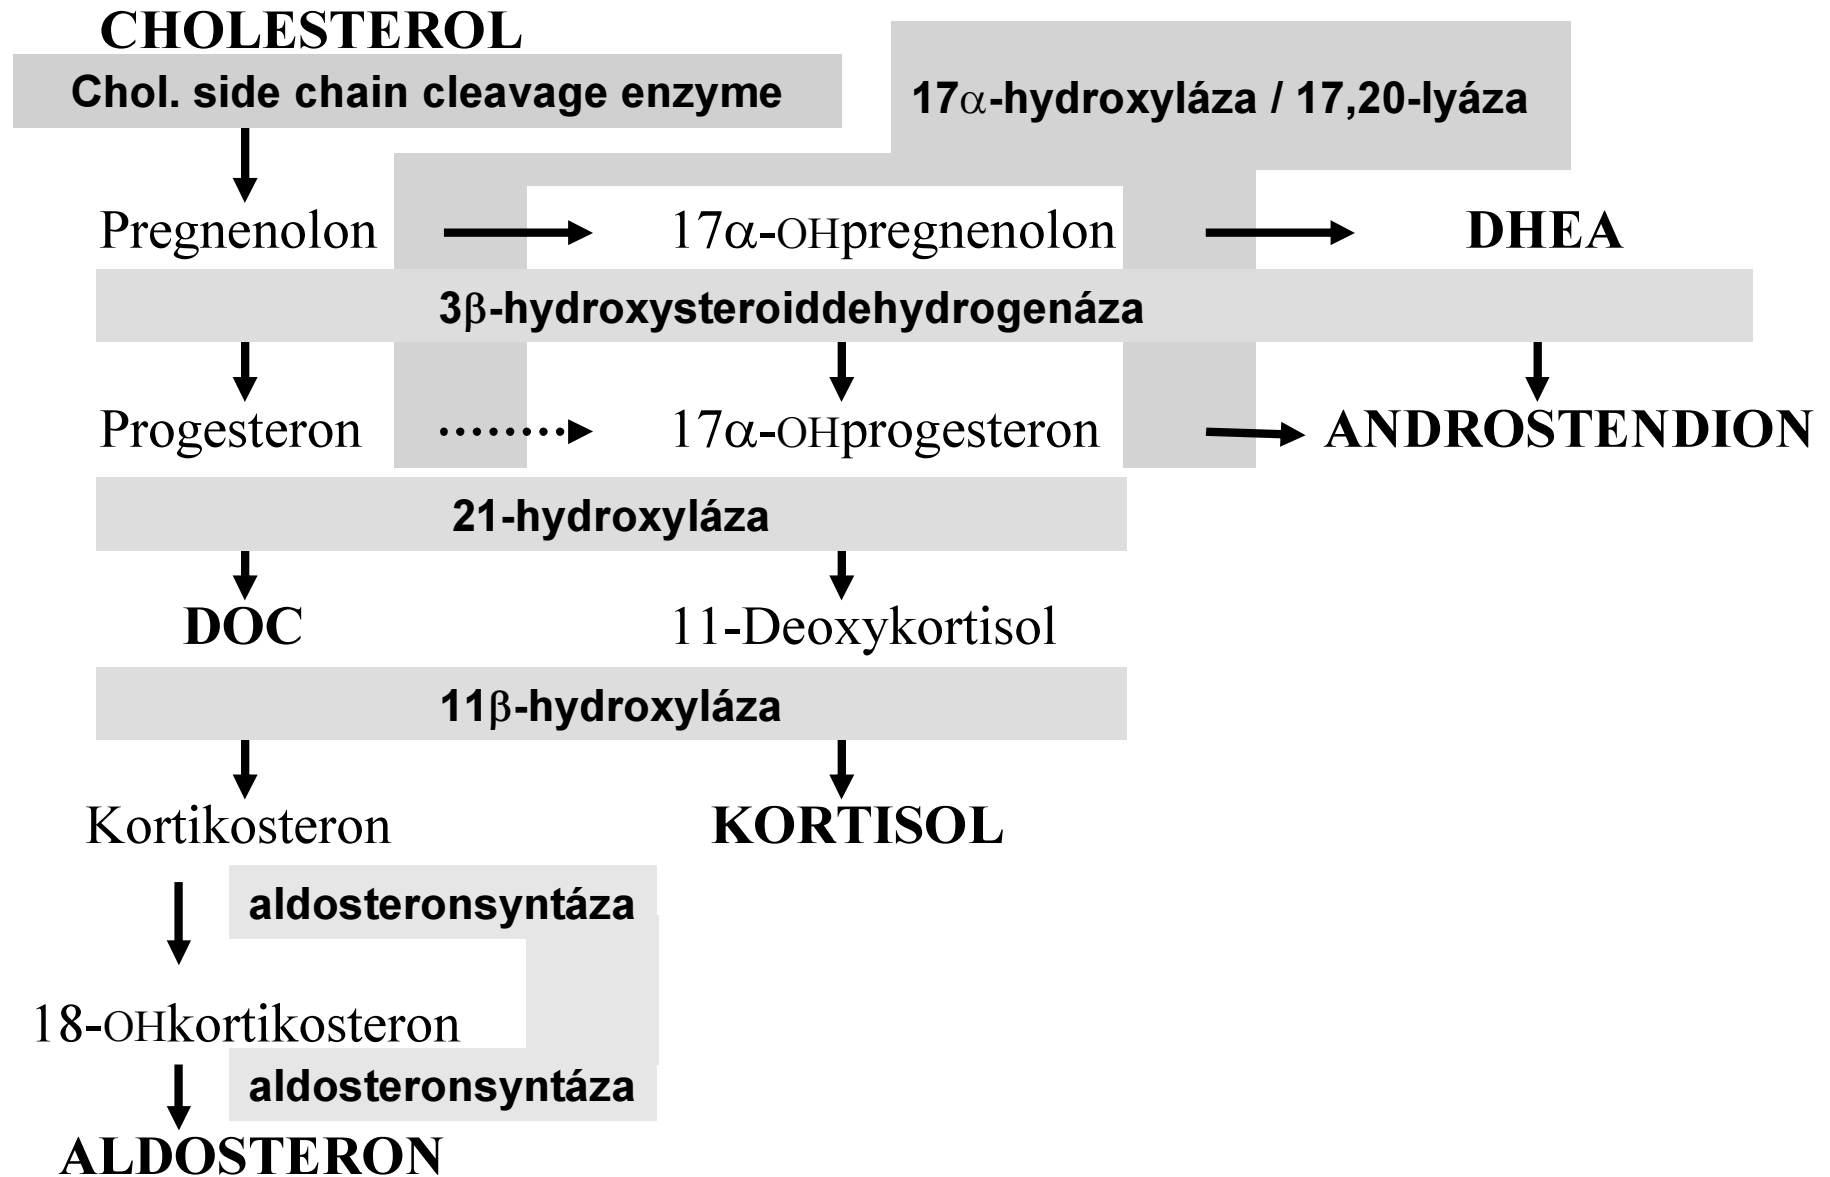 CHOLESTEROL
Chol. side chain cleavage enzyme
17α-hydroxyláza / 17,20-lyáza
Pregnenolon 17α-OHpregnenolon DHEA
3β-hydroxysteroiddehydrogenáza
Progesteron 17α-OHprogesteron ANDROSTENDION
21-hydroxyláza
DOC 11-Deoxykortisol
11β-hydroxyláza
Kortikosteron KORTISOL
aldosteronsyntáza
18-OHkortikosteron
aldosteronsyntáza
ALDOSTERON